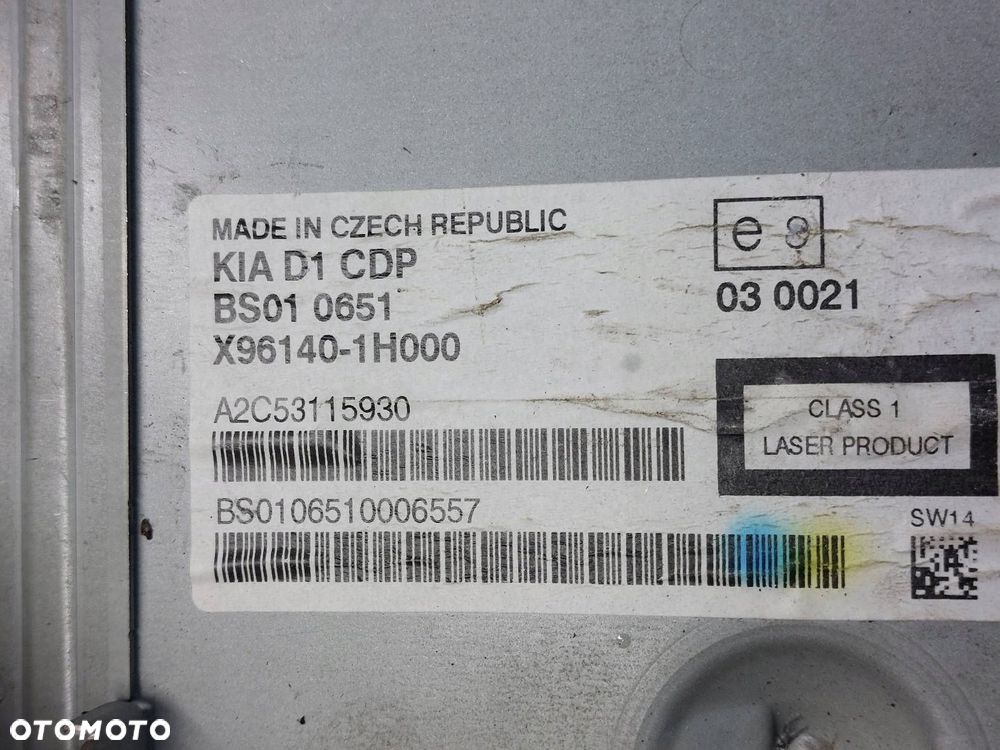 MADE IN CZECH REPUBLIC
KIA D1 CDP
BS01 0651
X96140-1H000
A2C53115930
BS0106510006557
e 8
03 0021
CLASS 1
LASER PRODUCT
SW14
OTOMOTO